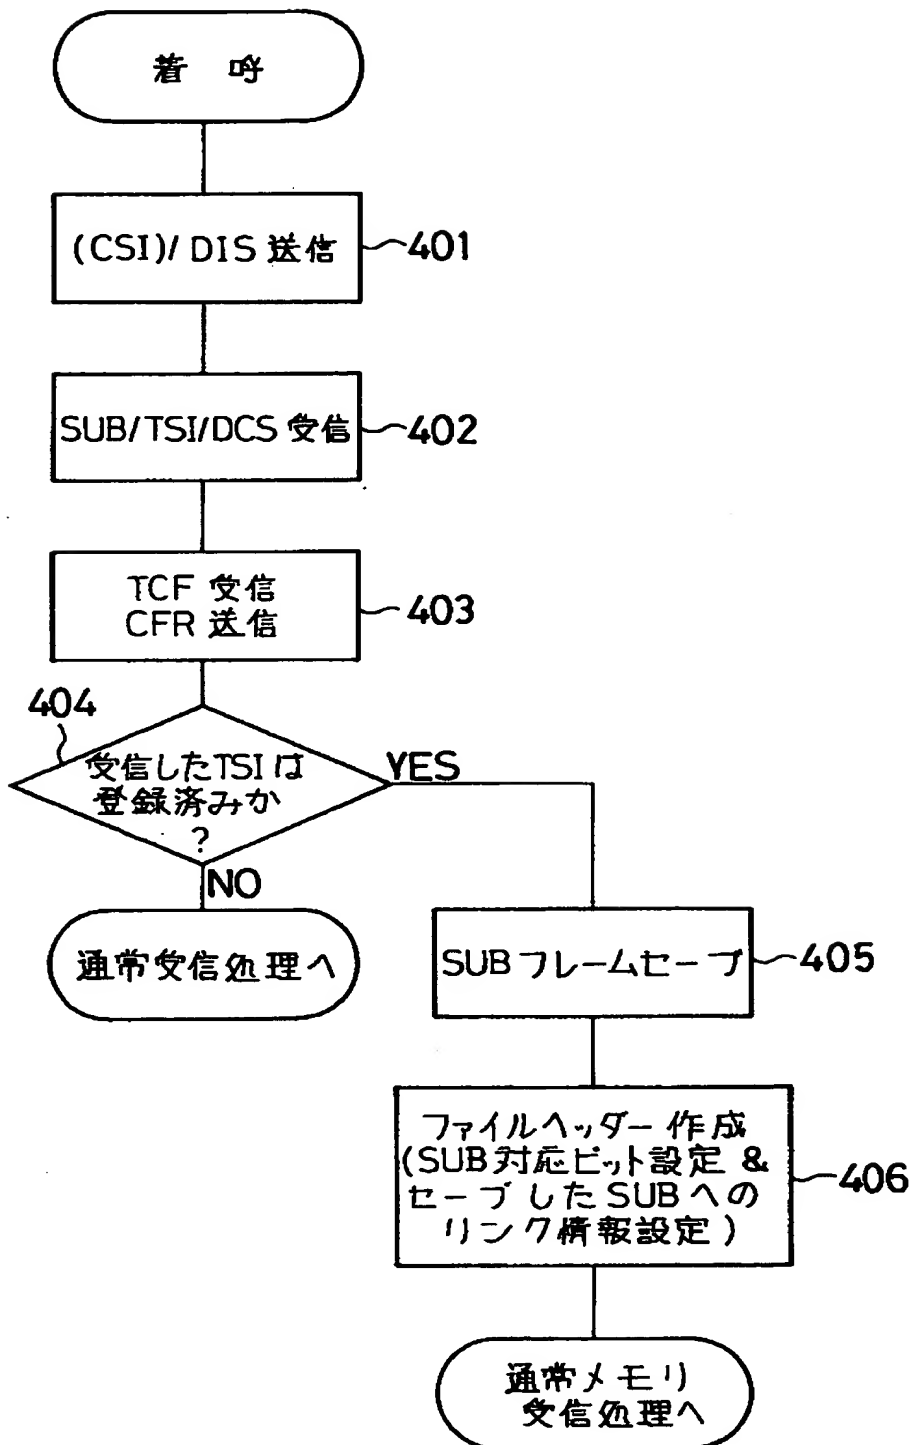 着 呼
(CSI)/DIS 送信
401
SUB/TSI/DCS 受信
402
TCF 受信
CFR 送信
403
404
受信したTSIは
登録済みか
?
YES
NO
通常受信処理へ
SUBフレームセーブ
405
ファイルヘッダー作成
(SUB対応ビット設定 &
セーブしたSUBへの
リンク情報設定)
406
通常メモリ
受信処理へ